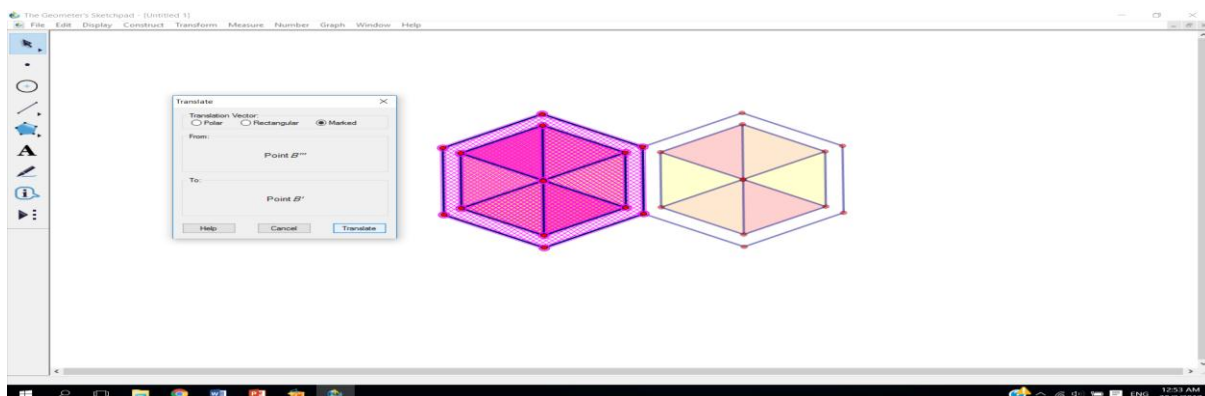 The Geometer's Sketchpad - [Untitled 1]
File Edit Display Construct Transform Measure Number Graph Window Help
A
Translate
Translation Vector:
Polar Rectangular Marked
From:
Point B'''
To:
Point B'
Help Cancel Translate
ENG 12:53 AM